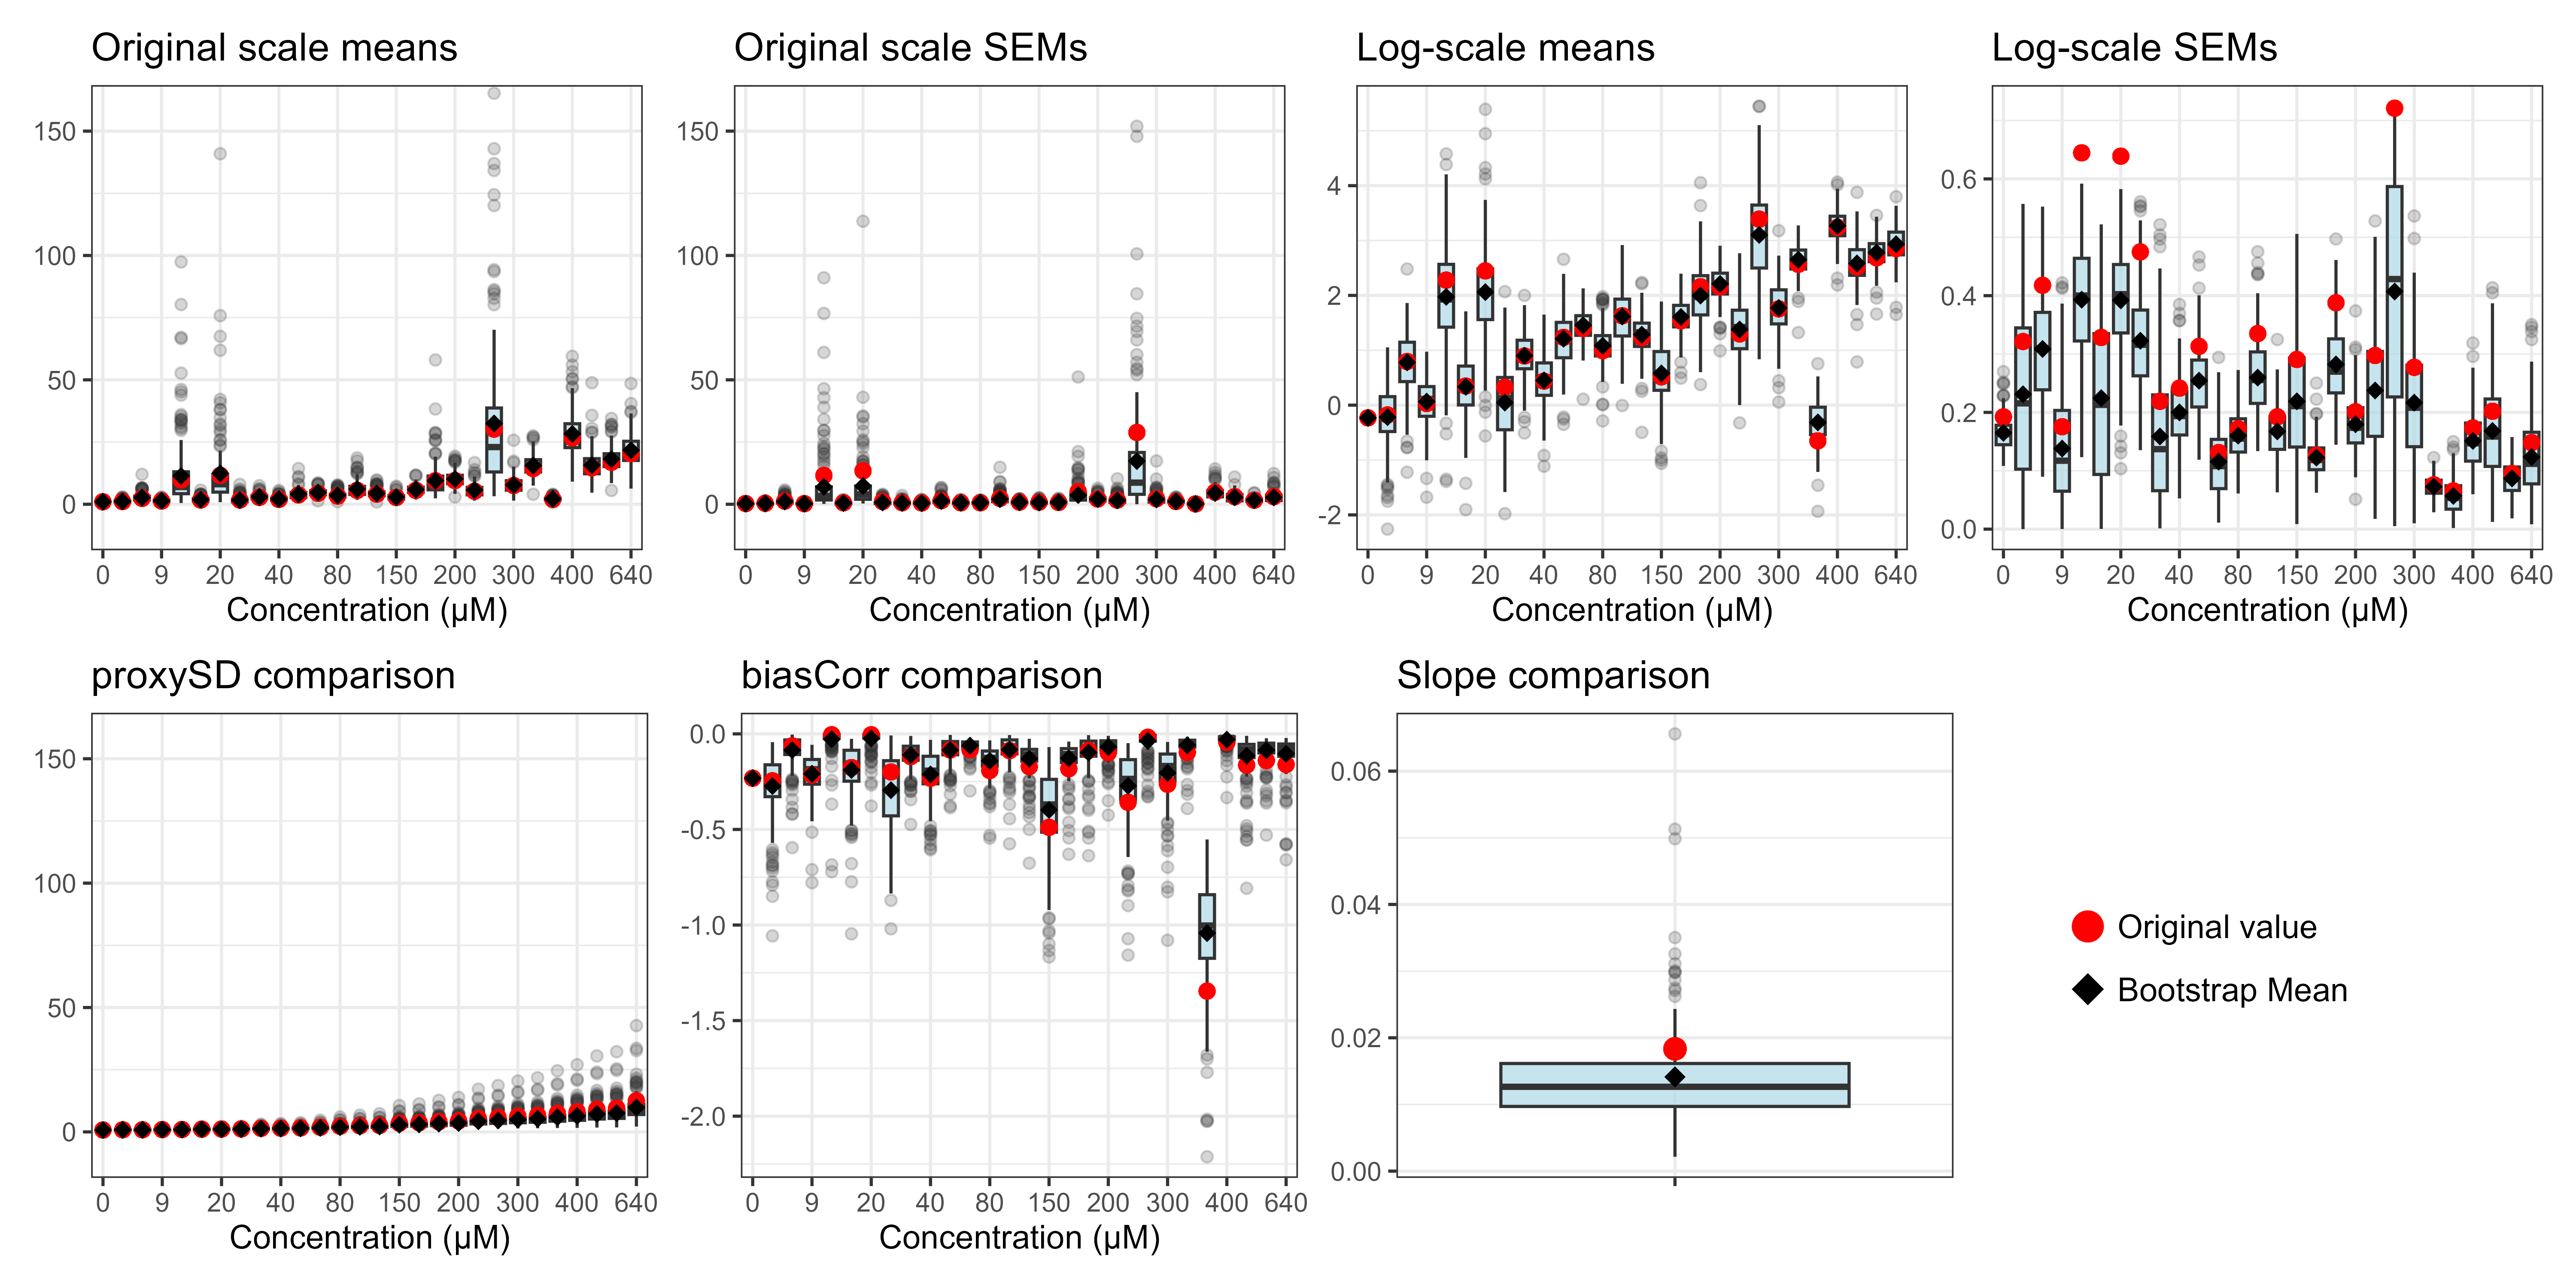 Original scale means
Original scale SEMs
Log-scale means
Log-scale SEMs
150
100
50
0
0 9 20 40 80 150 200 300 400 640
Concentration (µM)
150
100
50
0
0 9 20 40 80 150 200 300 400 640
Concentration (µM)
4
2
0
-2
0 9 20 40 80 150 200 300 400 640
Concentration (µM)
0.6
0.4
0.2
0.0
0 9 20 40 80 150 200 300 400 640
Concentration (µM)
proxySD comparison
biasCorr comparison
Slope comparison
150
100
50
0
0 9 20 40 80 150 200 300 400 640
Concentration (µM)
0.0
-0.5
-1.0
-1.5
-2.0
0 9 20 40 80 150 200 300 400 640
Concentration (µM)
0.06
0.04
0.02
0.00
Original value
Bootstrap Mean